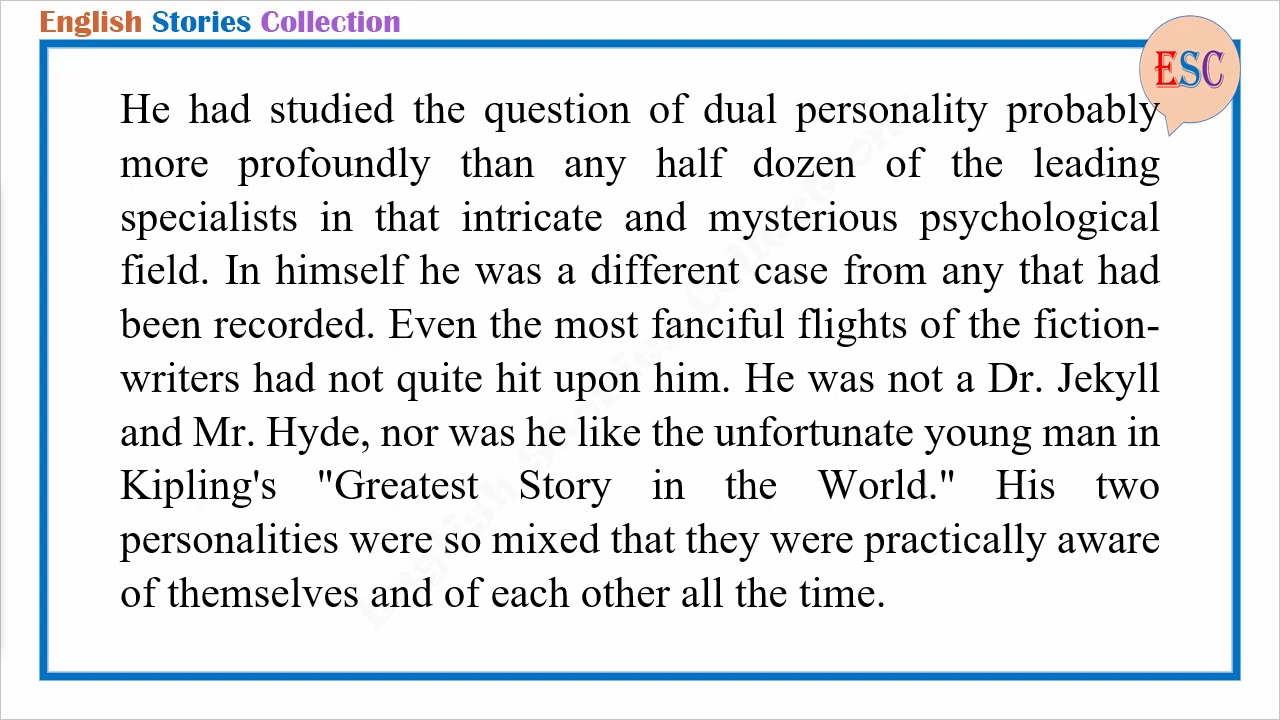 English Stories Collection
ESC
He had studied the question of dual personality probably
more profoundly than any half dozen of the leading
specialists in that intricate and mysterious psychological
field. In himself he was a different case from any that had
been recorded. Even the most fanciful flights of the fiction-
writers had not quite hit upon him. He was not a Dr. Jekyll
and Mr. Hyde, nor was he like the unfortunate young man in
Kipling's "Greatest Story in the World." His two
personalities were so mixed that they were practically aware
of themselves and of each other all the time.
English Stories Collection